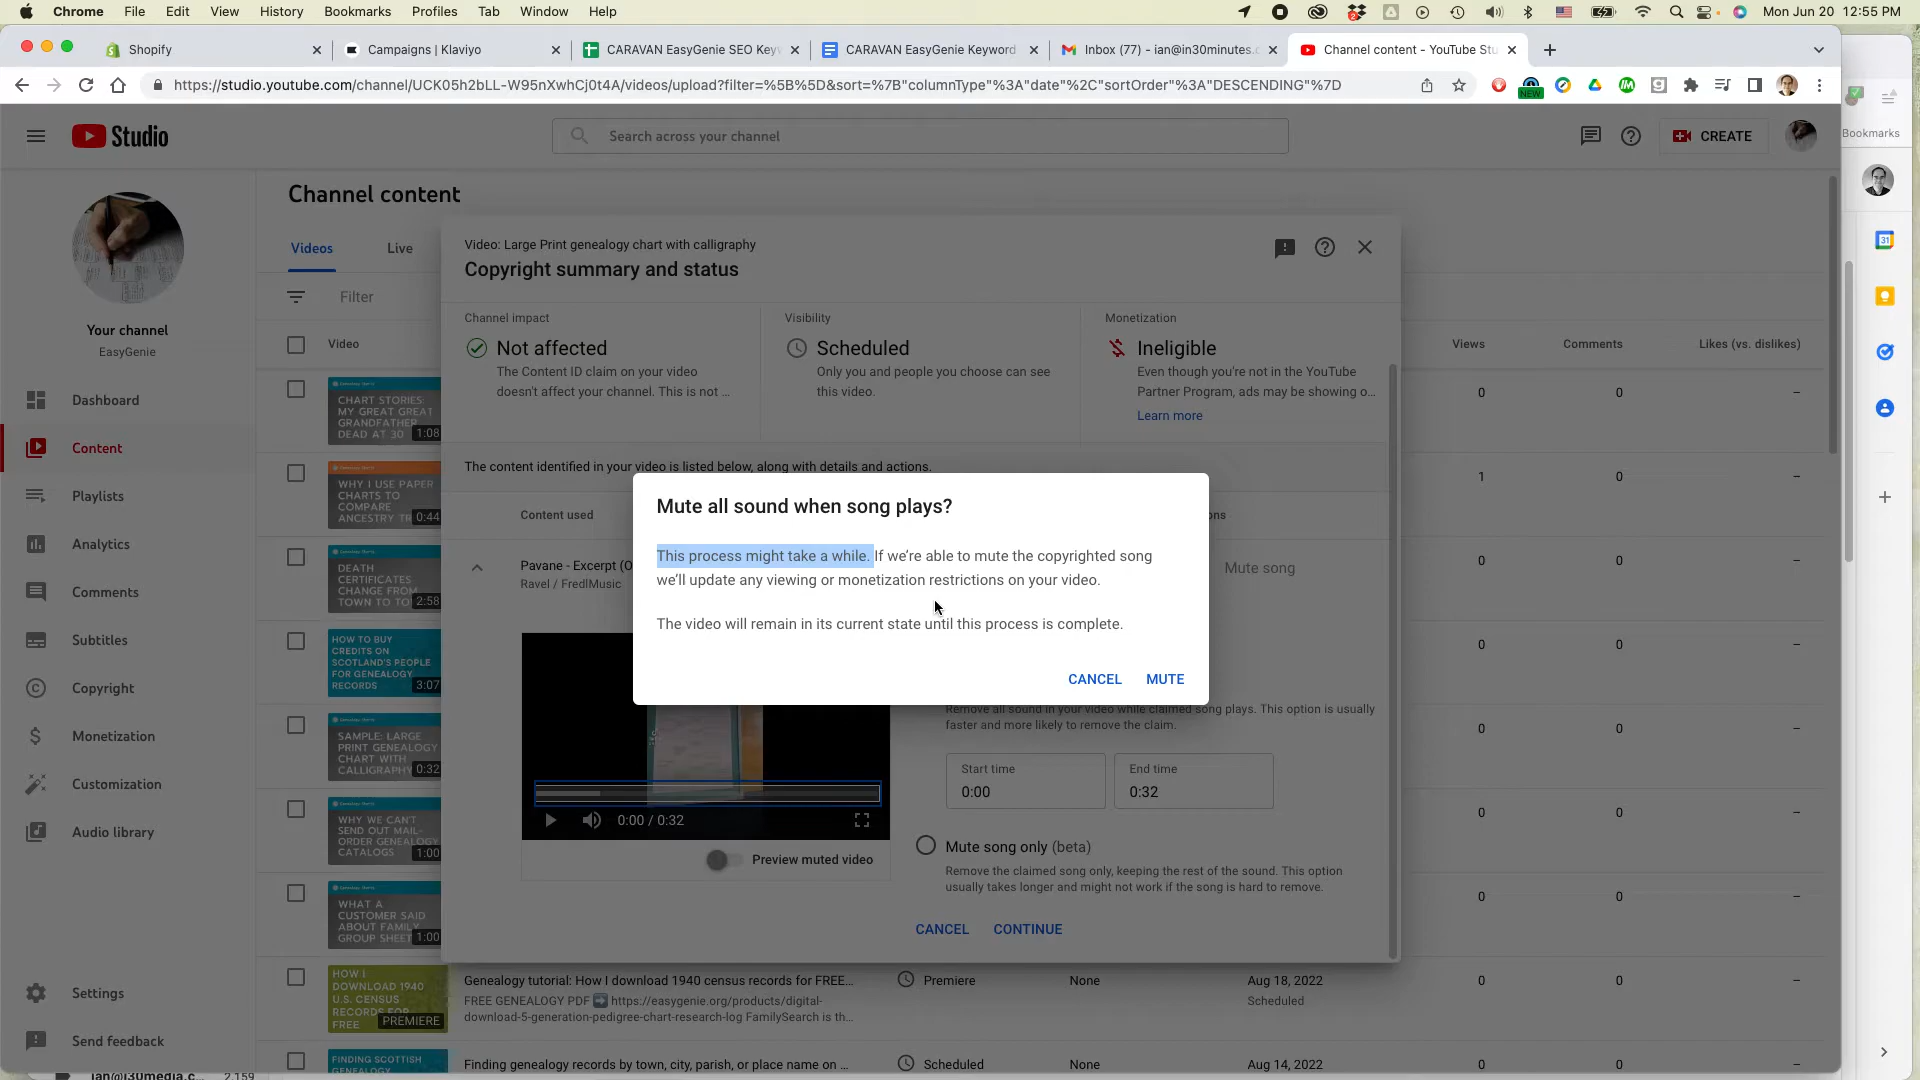 Chrome File Edit View History Bookmarks Profiles Tab Window Help
2
Mon Jun 20 12:55 PM
Shopify
Campaigns | Klaviyo
CARAVAN EasyGenie SEO Key
CARAVAN EasyGenie Keyword
Inbox (77) - ian@in30minutes.c
Channel content - YouTube Stu
https://studio.youtube.com/channel/UCK05h2bLL-W95nXwhCj0t4A/videos/upload?filter=%5B%5D&sort=%7B"columnType"%3A"date"%2C"sortOrder"%3A"DESCENDING"%7D
NEW
Bookmarks
Studio
Search across your channel
CREATE
Your channel
EasyGenie
Dashboard
Content
Playlists
Analytics
Comments
Subtitles
Copyright
Monetization
Customization
Audio library
Settings
Send feedback
Channel content
Videos Live
Filter
Video
Views Comments Likes (vs. dislikes)
CHART STORIES:
MY GREAT GREAT
GRANDFATHER
DEAD AT 30
1:08
0 0 –
WHY I USE PAPER
CHARTS TO
COMPARE
ANCESTRY TR
0:44
1 0 –
DEATH
CERTIFICATES
CHANGE FROM
TOWN TO TO
2:58
0 0 –
HOW TO BUY
CREDITS ON
SCOTLAND'S PEOPLE
FOR GENEALOGY
RECORDS
3:07
0 0 –
SAMPLE: LARGE
PRINT GENEALOGY
CHART WITH
CALLIGRAPHY
0:32
0 0 –
WHY WE CAN'T
SEND OUT MAIL-
ORDER GENEALOGY
CATALOGS
1:00
0 0 –
WHAT A
CUSTOMER SAID
ABOUT FAMILY
GROUP SHEET
1:00
0 0 –
HOW I
DOWNLOAD 1940
U.S. CENSUS
RECORDS FOR
FREE
PREMIERE
Genealogy tutorial: How I download 1940 census records for FREE...
FREE GENEALOGY PDF https://easygenie.org/products/digital-
download-5-generation-pedigree-chart-research-log FamilySearch is th...
Premiere None Aug 18, 2022
Scheduled
0 0 –
FINDING SCOTTISH
Finding genealogy records by town, city, parish, or place name on ...
Scheduled None Aug 14, 2022
0 0 –
Video: Large Print genealogy chart with calligraphy
Copyright summary and status
Channel impact
Not affected
The Content ID claim on your video
doesn't affect your channel. This is not ...
Visibility
Scheduled
Only you and people you choose can see
this video.
Monetization
Ineligible
Even though you're not in the YouTube
Partner Program, ads may be showing o...
Learn more
The content identified in your video is listed below, along with details and actions.
Content used
Pavane - Excerpt (O
Ravel / FredlMusic
Mute song
Mute all sound when song plays?
This process might take a while. If we're able to mute the copyrighted song
we'll update any viewing or monetization restrictions on your video.
The video will remain in its current state until this process is complete.
CANCEL MUTE
Remove all sound in your video while claimed song plays. This option is usually
faster and more likely to remove the claim.
Start time
0:00
End time
0:32
0:00 / 0:32
Preview muted video
Mute song only (beta)
Remove the claimed song only, keeping the rest of the sound. This option
usually takes longer and might not work if the song is hard to remove.
CANCEL CONTINUE
31